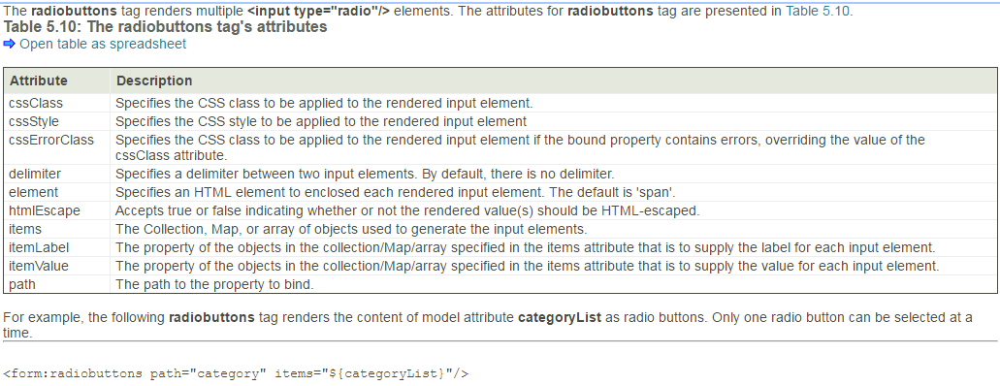 The radiobuttons tag renders multiple <input type="radio"/> elements. The attributes for radiobuttons tag are presented in Table 5.10.
Table 5.10: The radiobuttons tag's attributes
Open table as spreadsheet
Attribute Description
cssClass Specifies the CSS class to be applied to the rendered input element.
cssStyle Specifies the CSS style to be applied to the rendered input element
cssErrorClass Specifies the CSS class to be applied to the rendered input element if the bound property contains errors, overriding the value of the
cssClass attribute.
delimiter Specifies a delimiter between two input elements. By default, there is no delimiter.
element Specifies an HTML element to enclosed each rendered input element. The default is 'span'.
htmlEscape Accepts true or false indicating whether or not the rendered value(s) should be HTML-escaped.
items The Collection, Map, or array of objects used to generate the input elements.
itemLabel The property of the objects in the collection/Map/array specified in the items attribute that is to supply the label for each input element.
itemValue The property of the objects in the collection/Map/array specified in the items attribute that is to supply the value for each input element.
path The path to the property to bind.
For example, the following radiobuttons tag renders the content of model attribute categoryList as radio buttons. Only one radio button can be selected at a
time.
<form:radiobuttons path="category" items="${categoryList}"/>